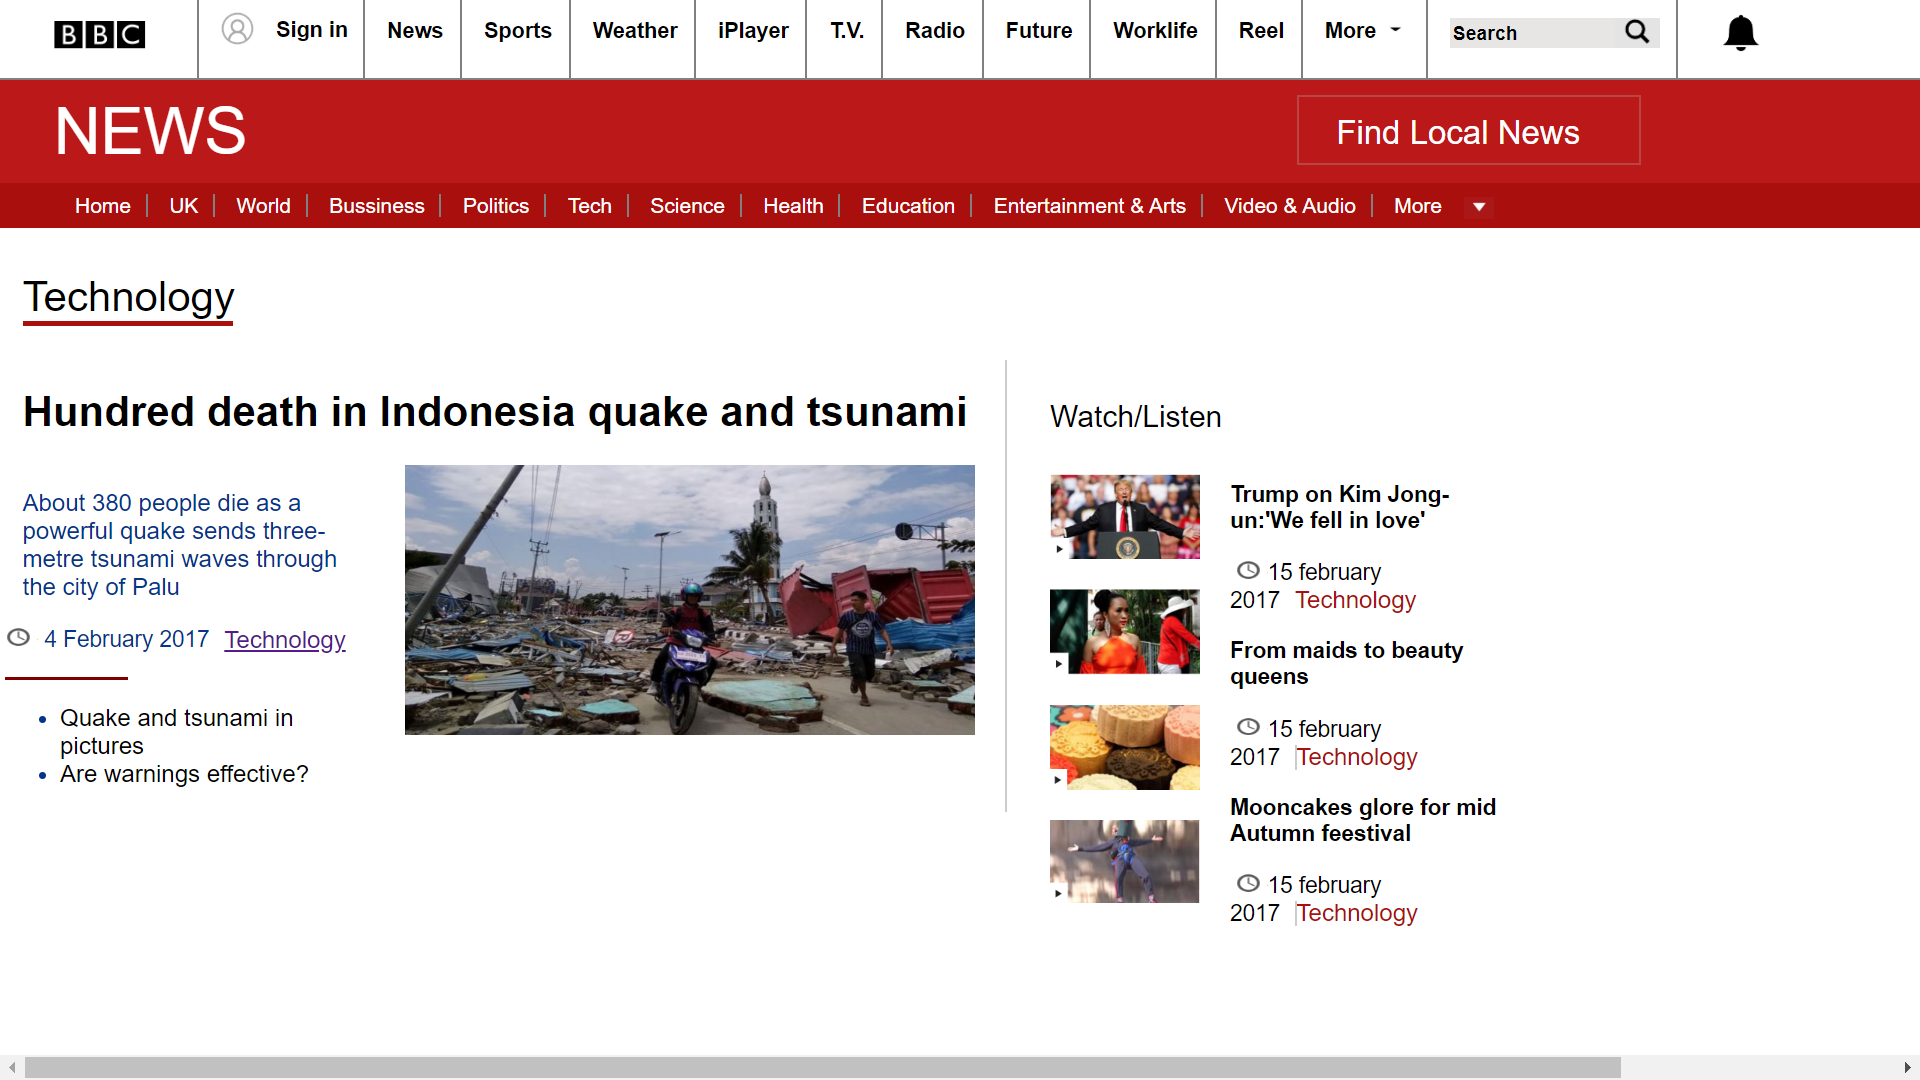 BBC
Sign in
News
Sports
Weather
iPlayer
T.V.
Radio
Future
Worklife
Reel
More
Search
NEWS
Find Local News
Home
UK
World
Bussiness
Politics
Tech
Science
Health
Education
Entertainment & Arts
Video & Audio
More
Technology
Hundred death in Indonesia quake and tsunami
About 380 people die as a
powerful quake sends three-
metre tsunami waves through
the city of Palu
4 February 2017 Technology
Quake and tsunami in
pictures
Are warnings effective?
Watch/Listen
Trump on Kim Jong-
un:'We fell in love'
15 february
2017 Technology
From maids to beauty
queens
15 february
2017 Technology
Mooncakes glore for mid
Autumn feestival
15 february
2017 Technology